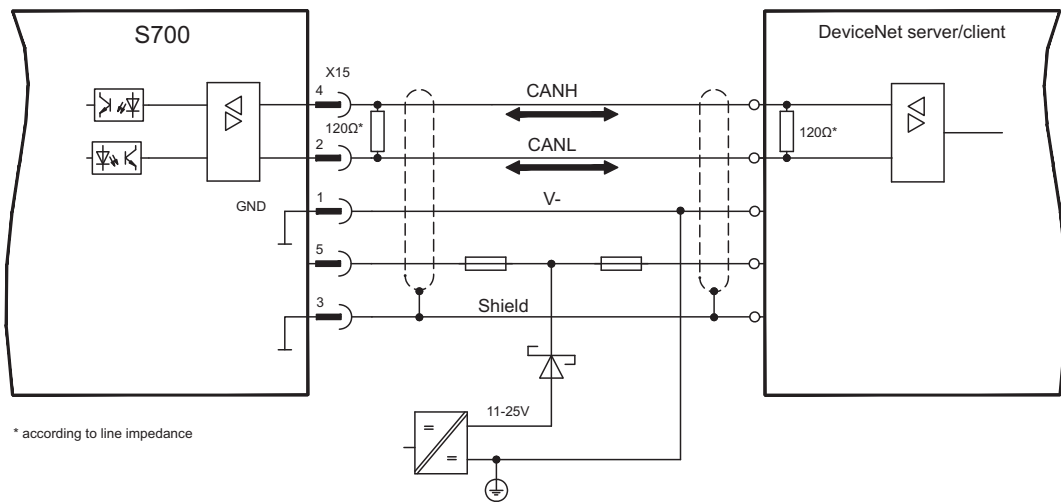 S700
DeviceNet server/client
X15
4
CANH
120Ω*
120Ω*
2
CANL
GND
1
V-
5
3
Shield
11-25V
=
=
* according to line impedance